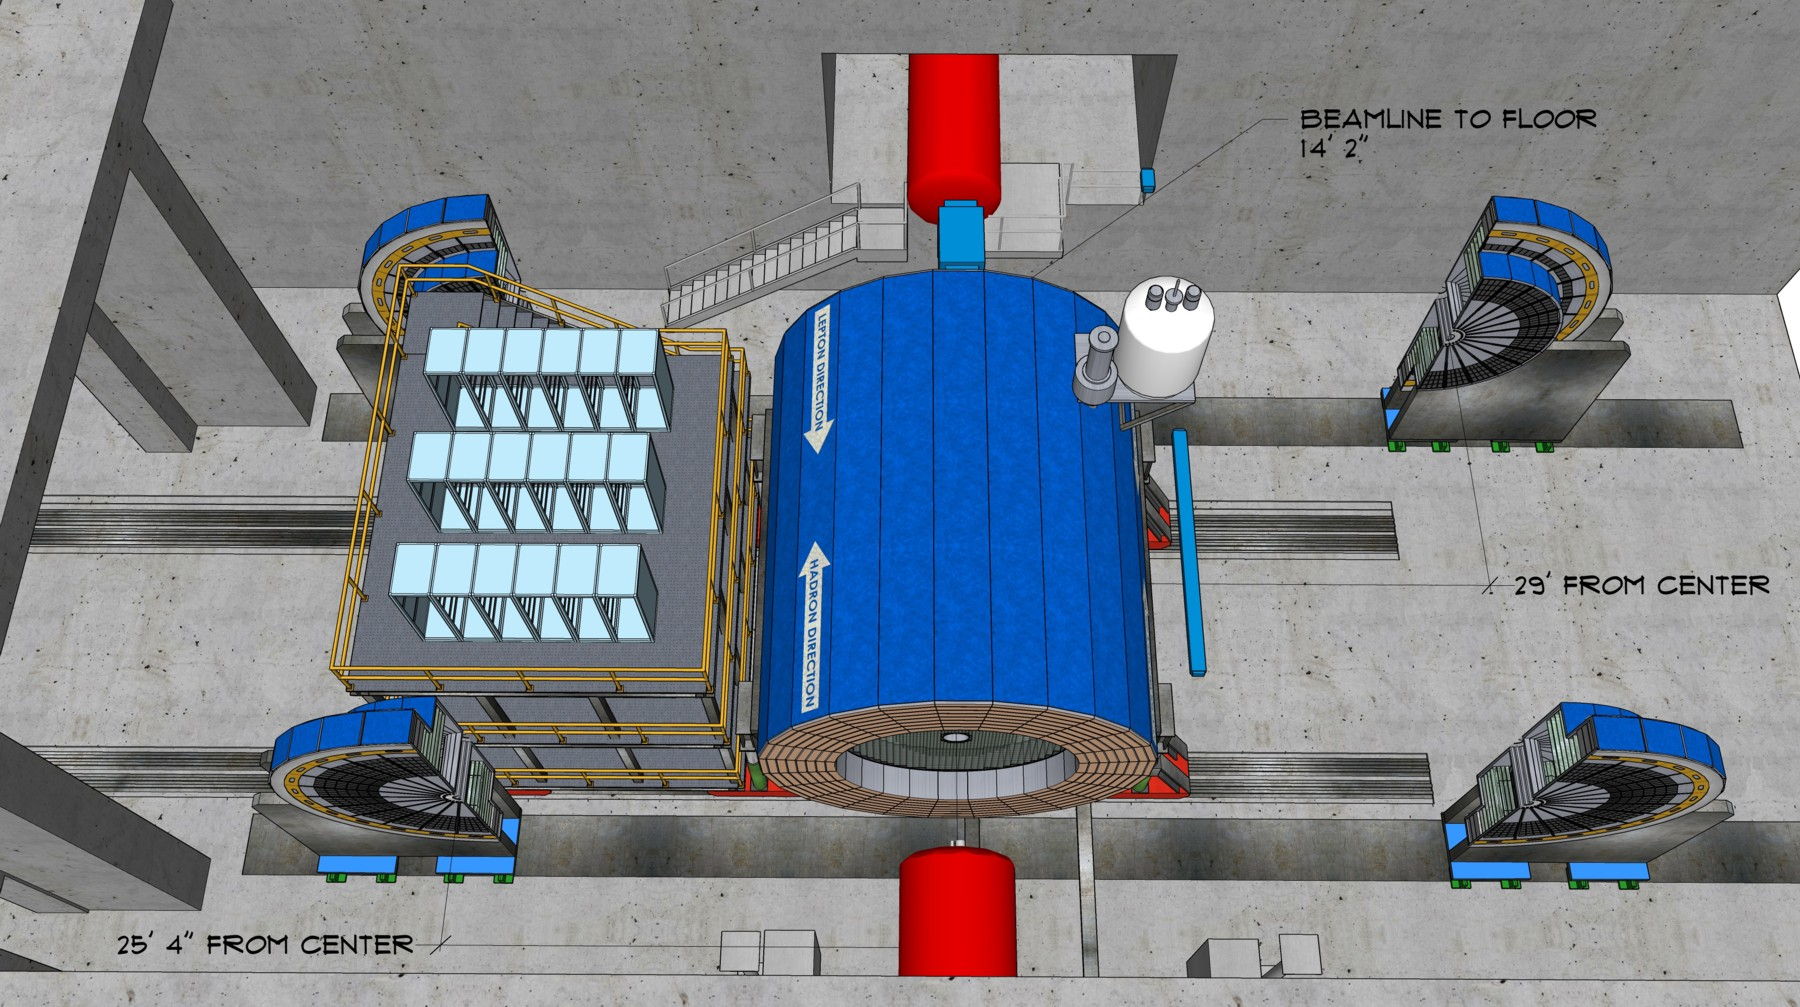 BEAMLINE TO FLOOR
14' 2"
LEPTON DIRECTION
HADRON DIRECTION
29' FROM CENTER
25' 4" FROM CENTER